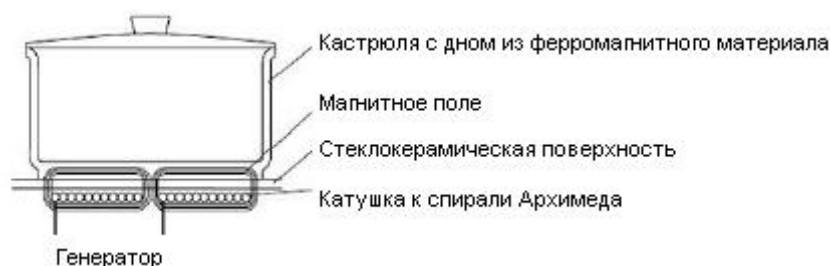 Кастрюля с дном из ферромагнитного материала
Магнитное поле
Стеклокерамическая поверхность
Катушка к спирали Архимеда
Генератор